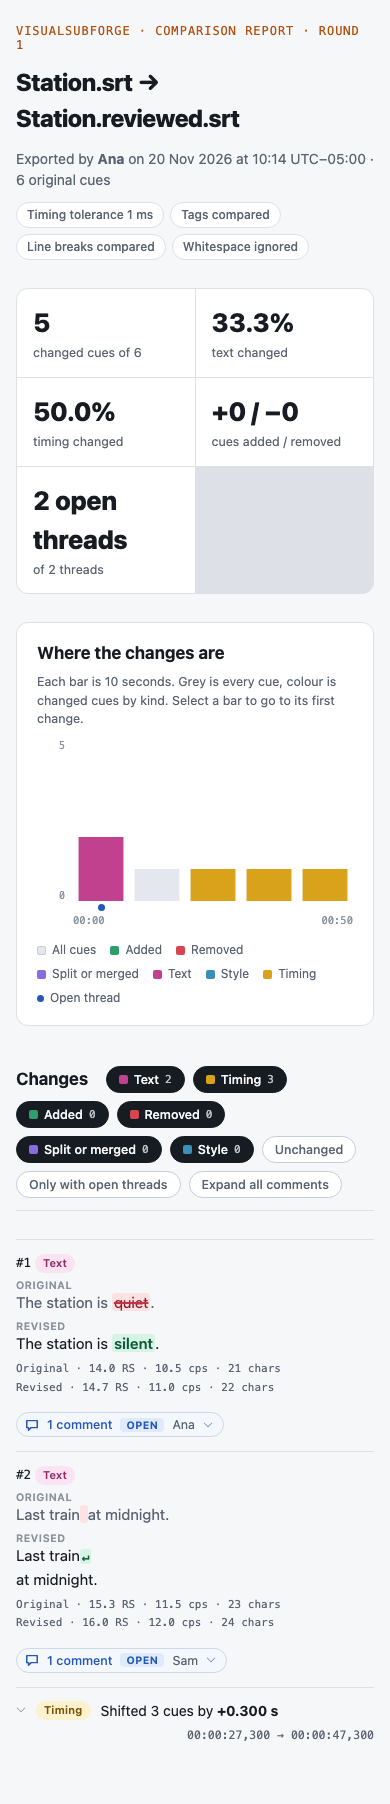 VISUALSUBFORGE · COMPARISON REPORT · ROUND
1
Station.srt →
Station.reviewed.srt
Exported by Ana on 20 Nov 2026 at 10:14 UTC−05:00 ·
6 original cues
Timing tolerance 1 ms
Tags compared
Line breaks compared
Whitespace ignored
5
changed cues of 6
33.3%
text changed
50.0%
timing changed
+0 / −0
cues added / removed
2 open
threads
of 2 threads
Where the changes are
Each bar is 10 seconds. Grey is every cue, colour is
changed cues by kind. Select a bar to go to its first
change.
5
0
00:00
00:50
All cues
Added
Removed
Split or merged
Text
Style
Timing
Open thread
Changes
Text 2
Timing 3
Added 0
Removed 0
Split or merged 0
Style 0
Unchanged
Only with open threads
Expand all comments
#1 Text
ORIGINAL
The station is quiet.
REVISED
The station is silent.
Original · 14.0 RS · 10.5 cps · 21 chars
Revised · 14.7 RS · 11.0 cps · 22 chars
1 comment OPEN Ana
#2 Text
ORIGINAL
Last train at midnight.
REVISED
Last train↵
at midnight.
Original · 15.3 RS · 11.5 cps · 23 chars
Revised · 16.0 RS · 12.0 cps · 24 chars
1 comment OPEN Sam
Timing Shifted 3 cues by +0.300 s
00:00:27,300 → 00:00:47,300